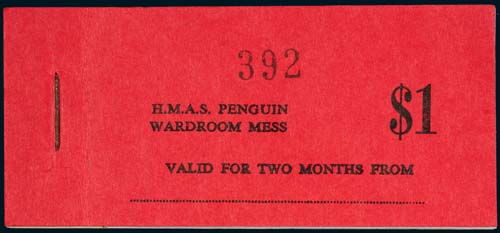 392
H.M.A.S. PENGUIN
WARDROOM MESS
$1
VALID FOR TWO MONTHS FROM